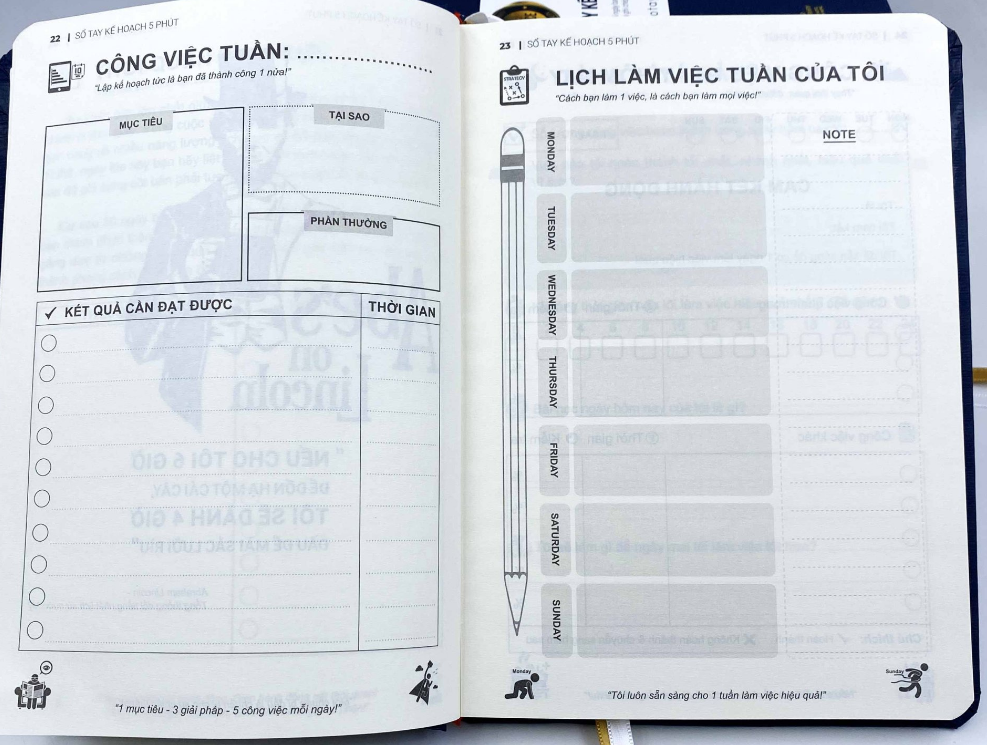 22 | SỔ TAY KẾ HOẠCH 5 PHÚT
CÔNG VIỆC TUẦN: ........................
"Lập kế hoạch tức là bạn đã thành công 1 nửa!"
MỤC TIÊU
TẠI SAO
PHẦN THƯỞNG
✓ KẾT QUẢ CẦN ĐẠT ĐƯỢC
THỜI GIAN
"1 mục tiêu - 3 giải pháp - 5 công việc mỗi ngày!"
23 | SỔ TAY KẾ HOẠCH 5 PHÚT
STRATEGY
LỊCH LÀM VIỆC TUẦN CỦA TÔI
"Cách bạn làm 1 việc, là cách bạn làm mọi việc!"
MONDAY
TUESDAY
WEDNESDAY
THURSDAY
FRIDAY
SATURDAY
SUNDAY
NOTE
Monday
Sunday
"Tôi luôn sẵn sàng cho 1 tuần làm việc hiệu quả!"